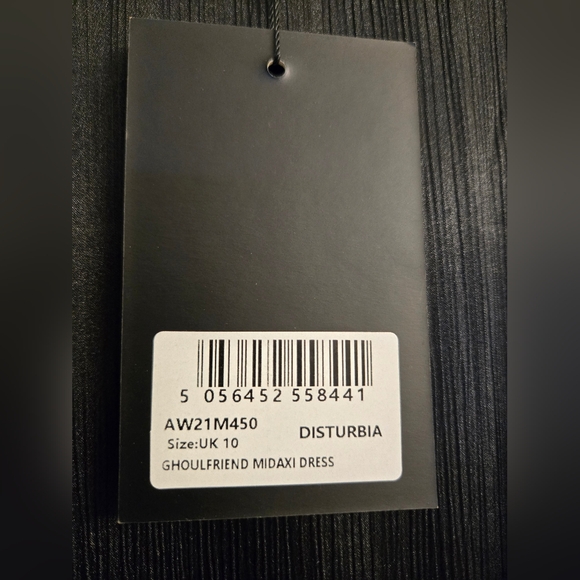 5 056452 558441
AW21M450
Size:UK 10 DISTURBIA
GHOULFRIEND MIDAXI DRESS